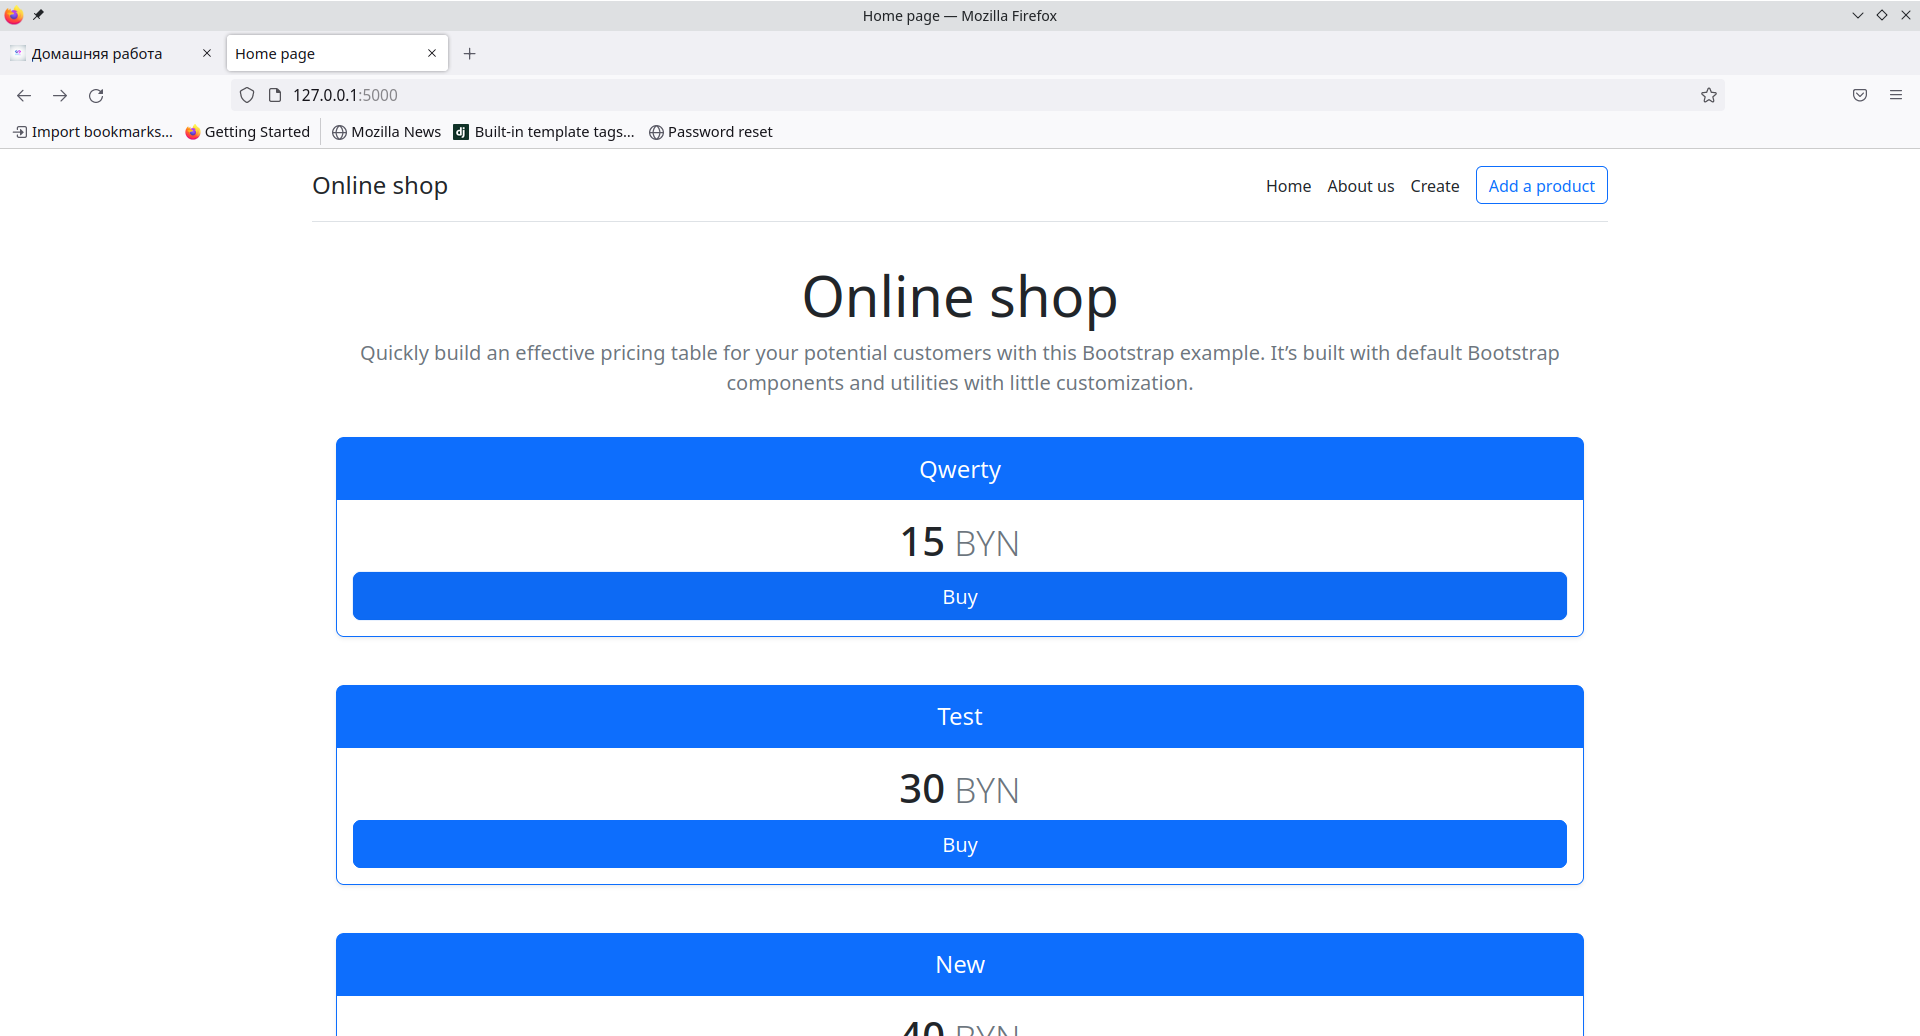 Home page — Mozilla Firefox
Домашняя работа
Home page
127.0.0.1:5000
Import bookmarks...
Getting Started
Mozilla News
dj
Built-in template tags...
Password reset
Online shop
Home
About us
Create
Add a product
Online shop
Quickly build an effective pricing table for your potential customers with this Bootstrap example. It’s built with default Bootstrap
components and utilities with little customization.
Qwerty
15 BYN
Buy
Test
30 BYN
Buy
New
40 BYN